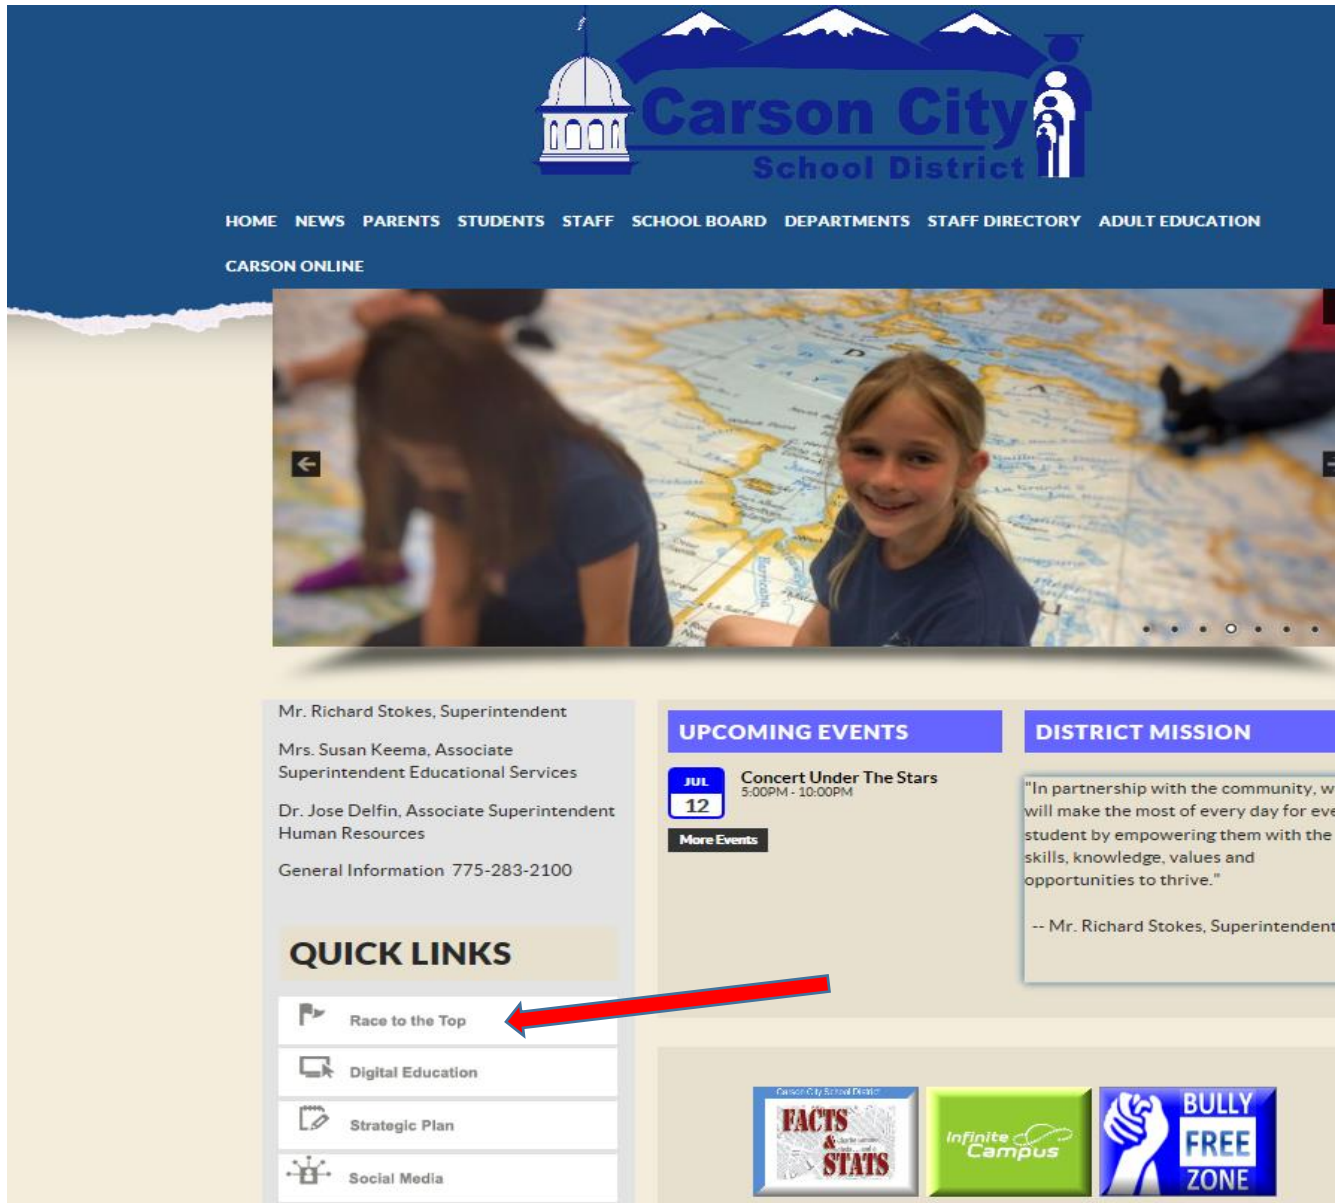 Carson City
School District
HOME NEWS PARENTS STUDENTS STAFF SCHOOL BOARD DEPARTMENTS STAFF DIRECTORY ADULT EDUCATION
CARSON ONLINE
Mr. Richard Stokes, Superintendent
Mrs. Susan Keema, Associate
Superintendent Educational Services
Dr. Jose Delfin, Associate Superintendent
Human Resources
General Information 775-283-2100
QUICK LINKS
Race to the Top
Digital Education
Strategic Plan
Social Media
UPCOMING EVENTS
JUL
12
Concert Under The Stars
5:00PM - 10:00PM
More Events
DISTRICT MISSION
"In partnership with the community, w
will make the most of every day for eve
student by empowering them with the
skills, knowledge, values and
opportunities to thrive."
-- Mr. Richard Stokes, Superintendent
Carson City School District
FACTS
&
STATS
Infinite
Campus
BULLY
FREE
ZONE